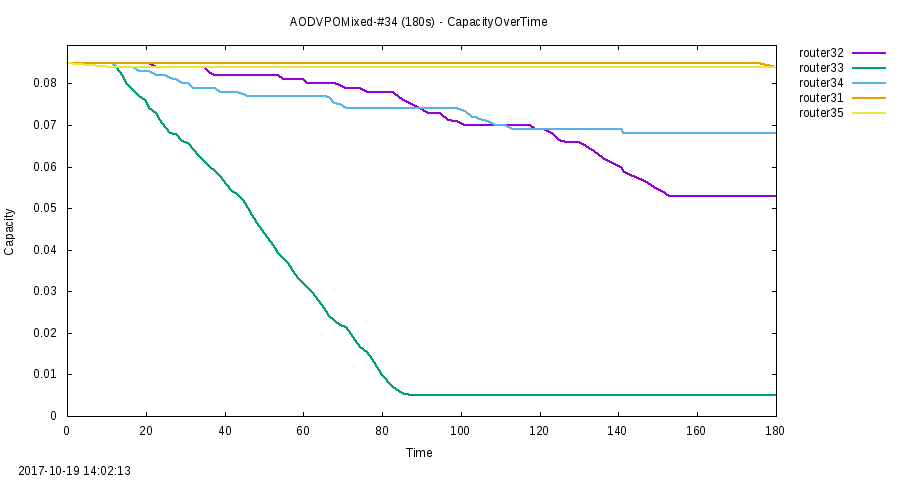 AODVPOMixed-#34 (180s) - CapacityOverTime
router32
router33
router34
router31
router35
0.08
0.07
0.06
0.05
0.04
0.03
0.02
0.01
0
Capacity
0 20 40 60 80 100 120 140 160 180
Time
2017-10-19 14:02:13